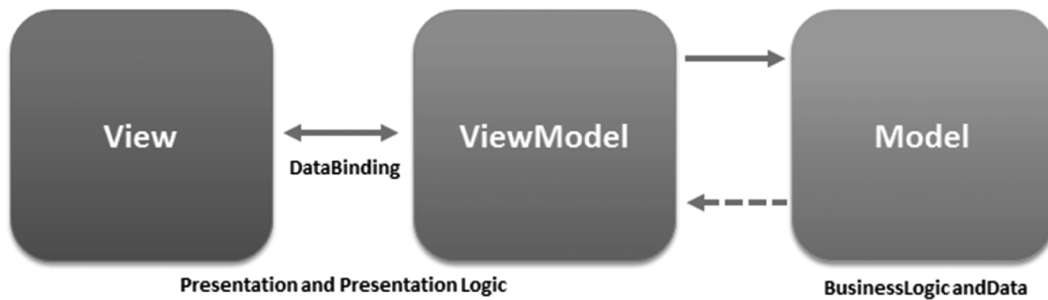 View
ViewModel
Model
DataBinding
Presentation and Presentation Logic
BusinessLogic andData